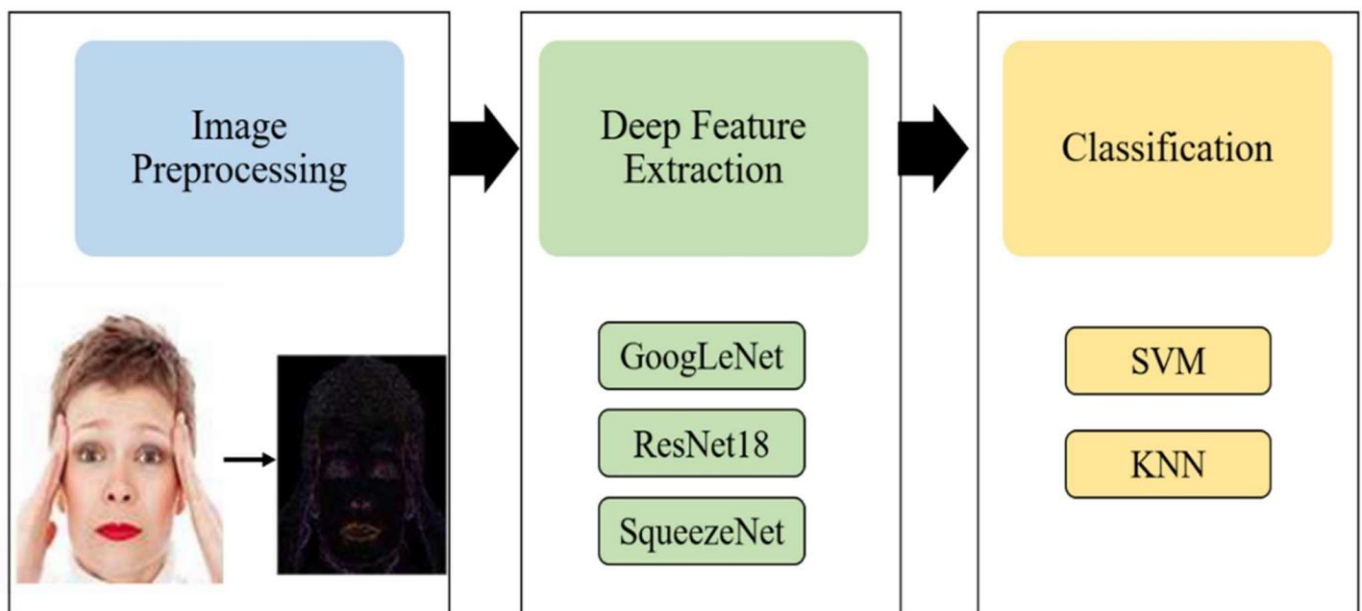 Image
Preprocessing
Deep Feature
Extraction
Classification
GoogLeNet
ResNet18
SqueezeNet
SVM
KNN